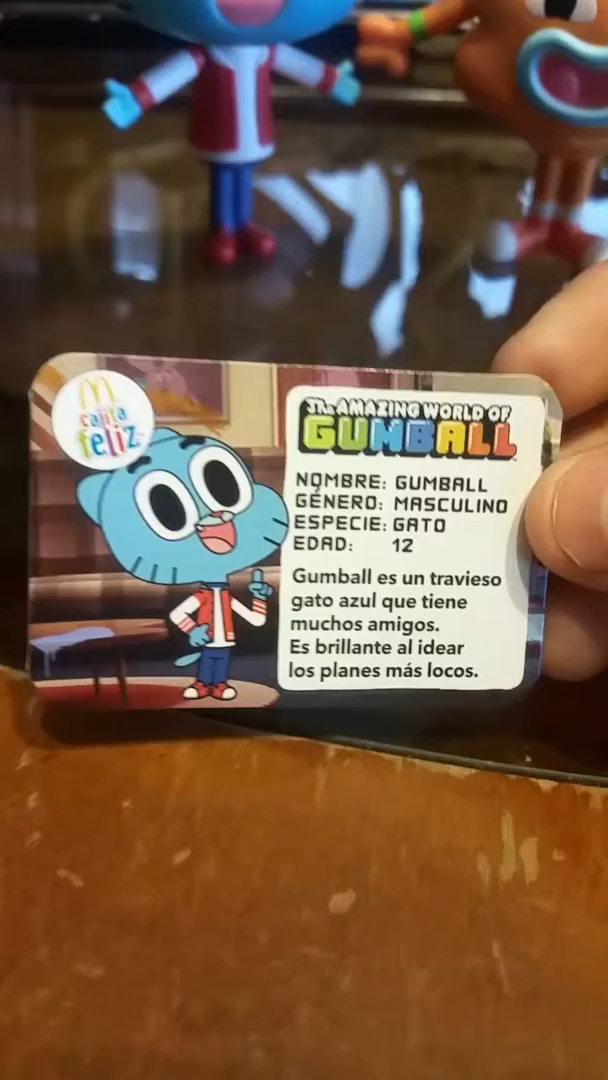 cajita
feliz
The AMAZING WORLD OF
GUMBALL
NOMBRE: GUMBALL
GÉNERO: MASCULINO
ESPECIE: GATO
EDAD: 12
Gumball es un travieso
gato azul que tiene
muchos amigos.
Es brillante al idear
los planes más locos.